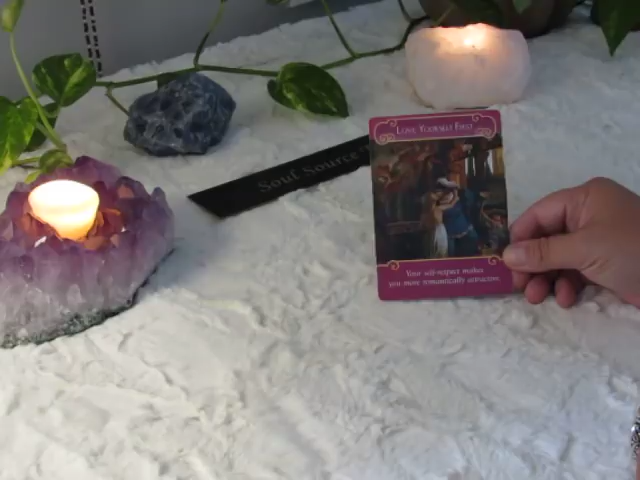 Soul Source
LOVE YOURSELF FIRST
Your self-respect makes
you more romantically attractive.